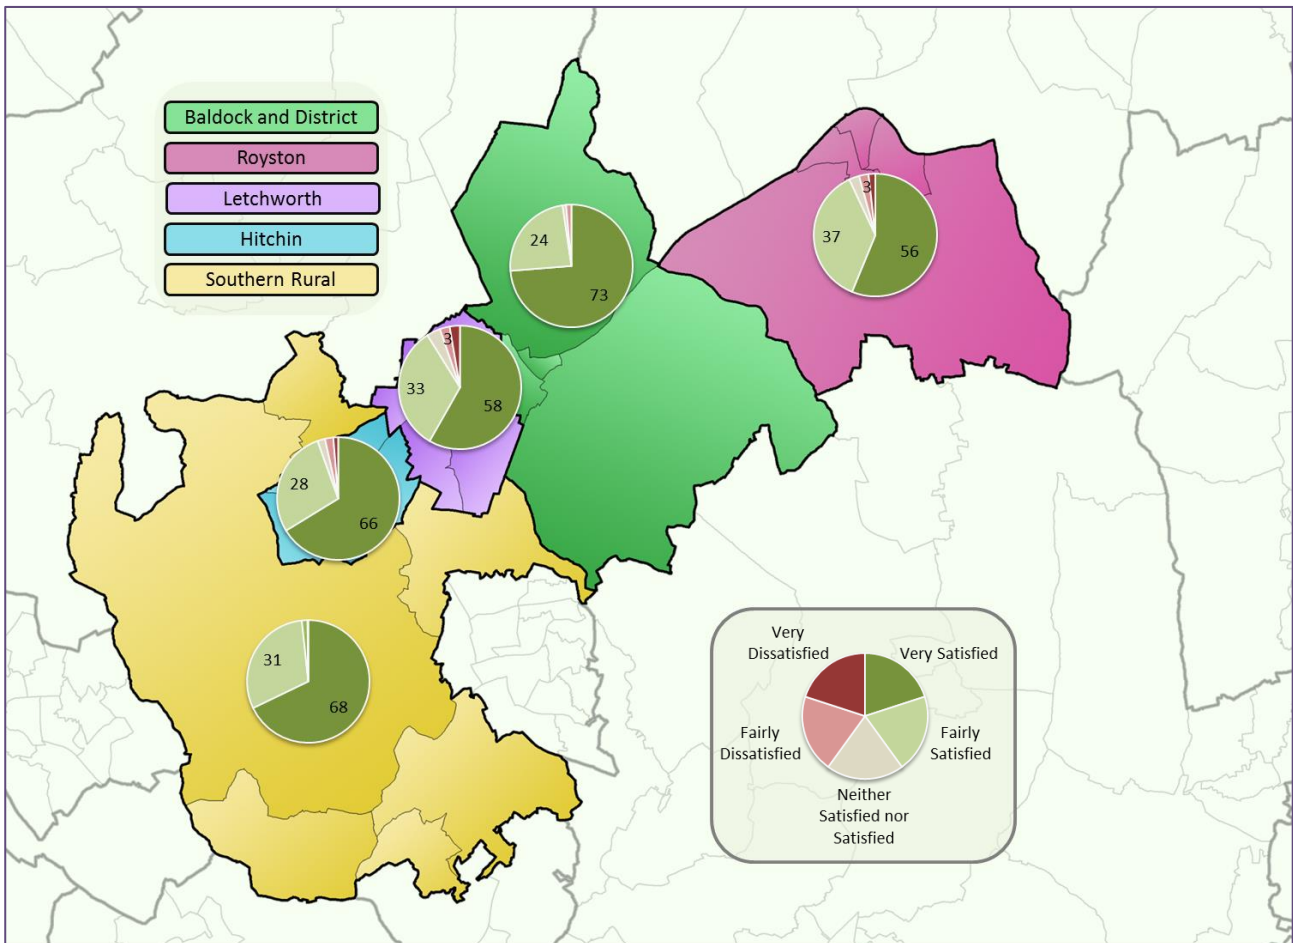 Baldock and District
Royston
Letchworth
Hitchin
Southern Rural
3
37
56
24
73
3
33
58
28
66
31
68
Very
Dissatisfied
Very Satisfied
Fairly
Dissatisfied
Fairly
Satisfied
Neither
Satisfied nor
Satisfied